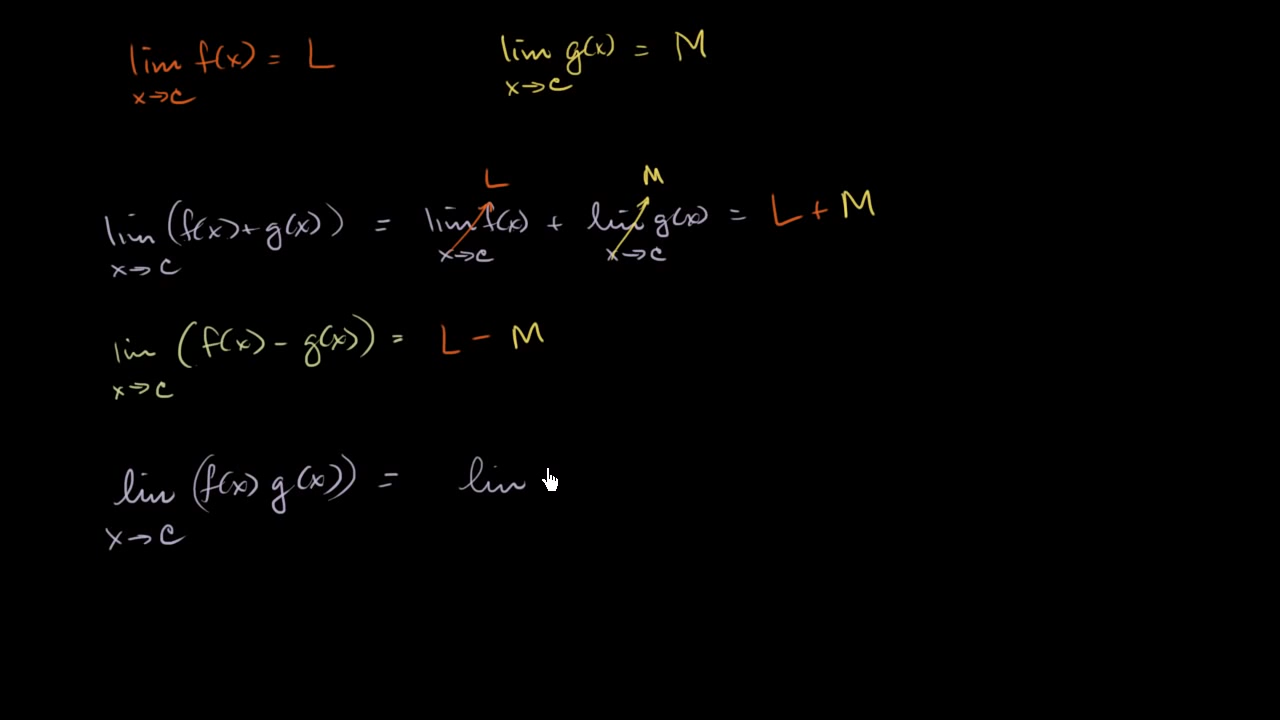 lim f(x) = L lim g(x) = M
x→c x→c
L M
lim (f(x)+g(x)) = lim f(x) + lim g(x) = L + M
x→c x→c x→c
lim (f(x) - g(x)) = L - M
x→c
lim (f(x) g(x)) = lim
x→c